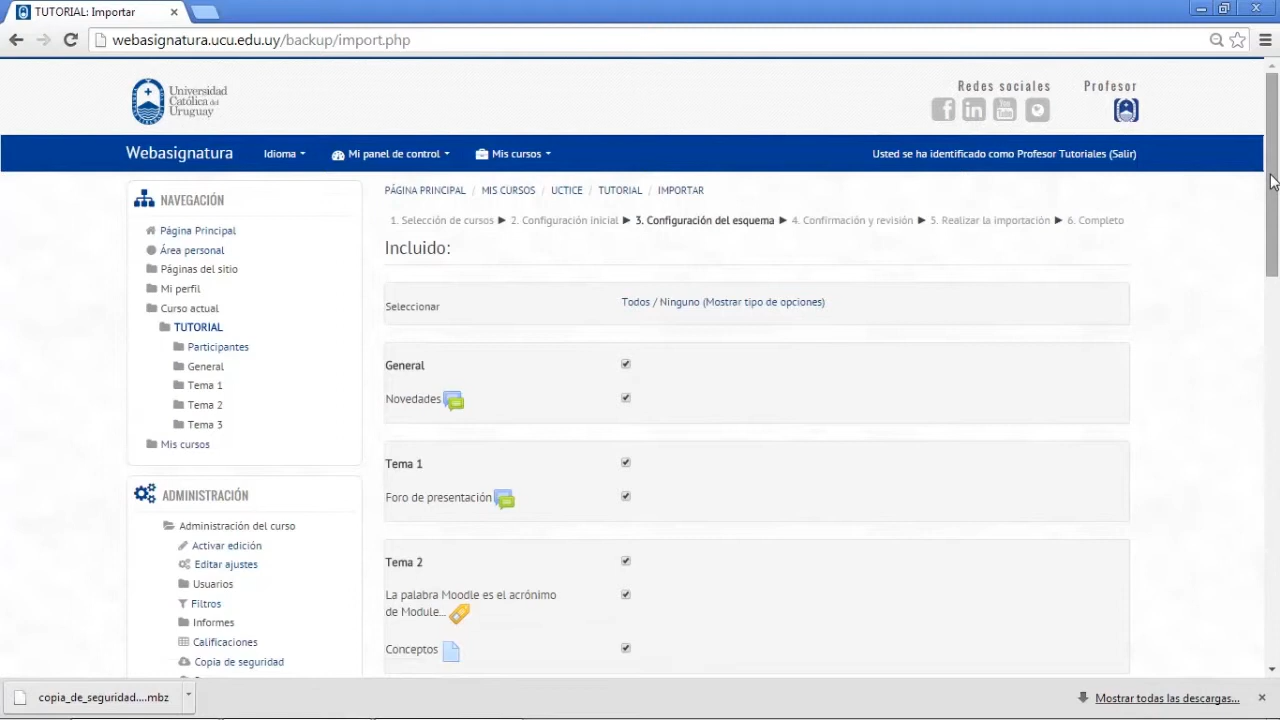 TUTORIAL: Importar
webasignatura.ucu.edu.uy/backup/import.php
Universidad
Católica del
Uruguay
Redes sociales
Profesor
Webasignatura
Idioma
Mi panel de control
Mis cursos
Usted se ha identificado como Profesor Tutoriales (Salir)
NAVEGACIÓN
Página Principal
Área personal
Páginas del sitio
Mi perfil
Curso actual
TUTORIAL
Participantes
General
Tema 1
Tema 2
Tema 3
Mis cursos
ADMINISTRACIÓN
Administración del curso
Activar edición
Editar ajustes
Usuarios
Filtros
Informes
Calificaciones
Copia de seguridad
PÁGINA PRINCIPAL / MIS CURSOS / UCTICE / TUTORIAL / IMPORTAR
1. Selección de cursos ► 2. Configuración inicial ► 3. Configuración del esquema ► 4. Confirmación y revisión ► 5. Realizar la importación ► 6. Completo
Incluido:
Seleccionar
Todos / Ninguno (Mostrar tipo de opciones)
General
Novedades
Tema 1
Foro de presentación
Tema 2
La palabra Moodle es el acrónimo
de Module...
Conceptos
copia_de_seguridad....mbz
Mostrar todas las descargas...